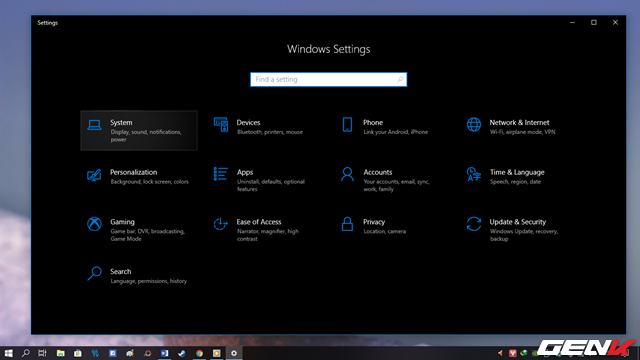 Settings
Windows Settings
Find a setting
System
Display, sound, notifications,
power
Devices
Bluetooth, printers, mouse
Phone
Link your Android, iPhone
Network & Internet
Wi-Fi, airplane mode, VPN
Personalization
Background, lock screen, colors
Apps
Uninstall, defaults, optional
features
Accounts
Your accounts, email, sync,
work, family
Time & Language
Speech, region, date
Gaming
Game bar, DVR, broadcasting,
Game Mode
Ease of Access
Narrator, magnifier, high
contrast
Privacy
Location, camera
Update & Security
Windows Update, recovery,
backup
Search
Language, permissions, history
GENK